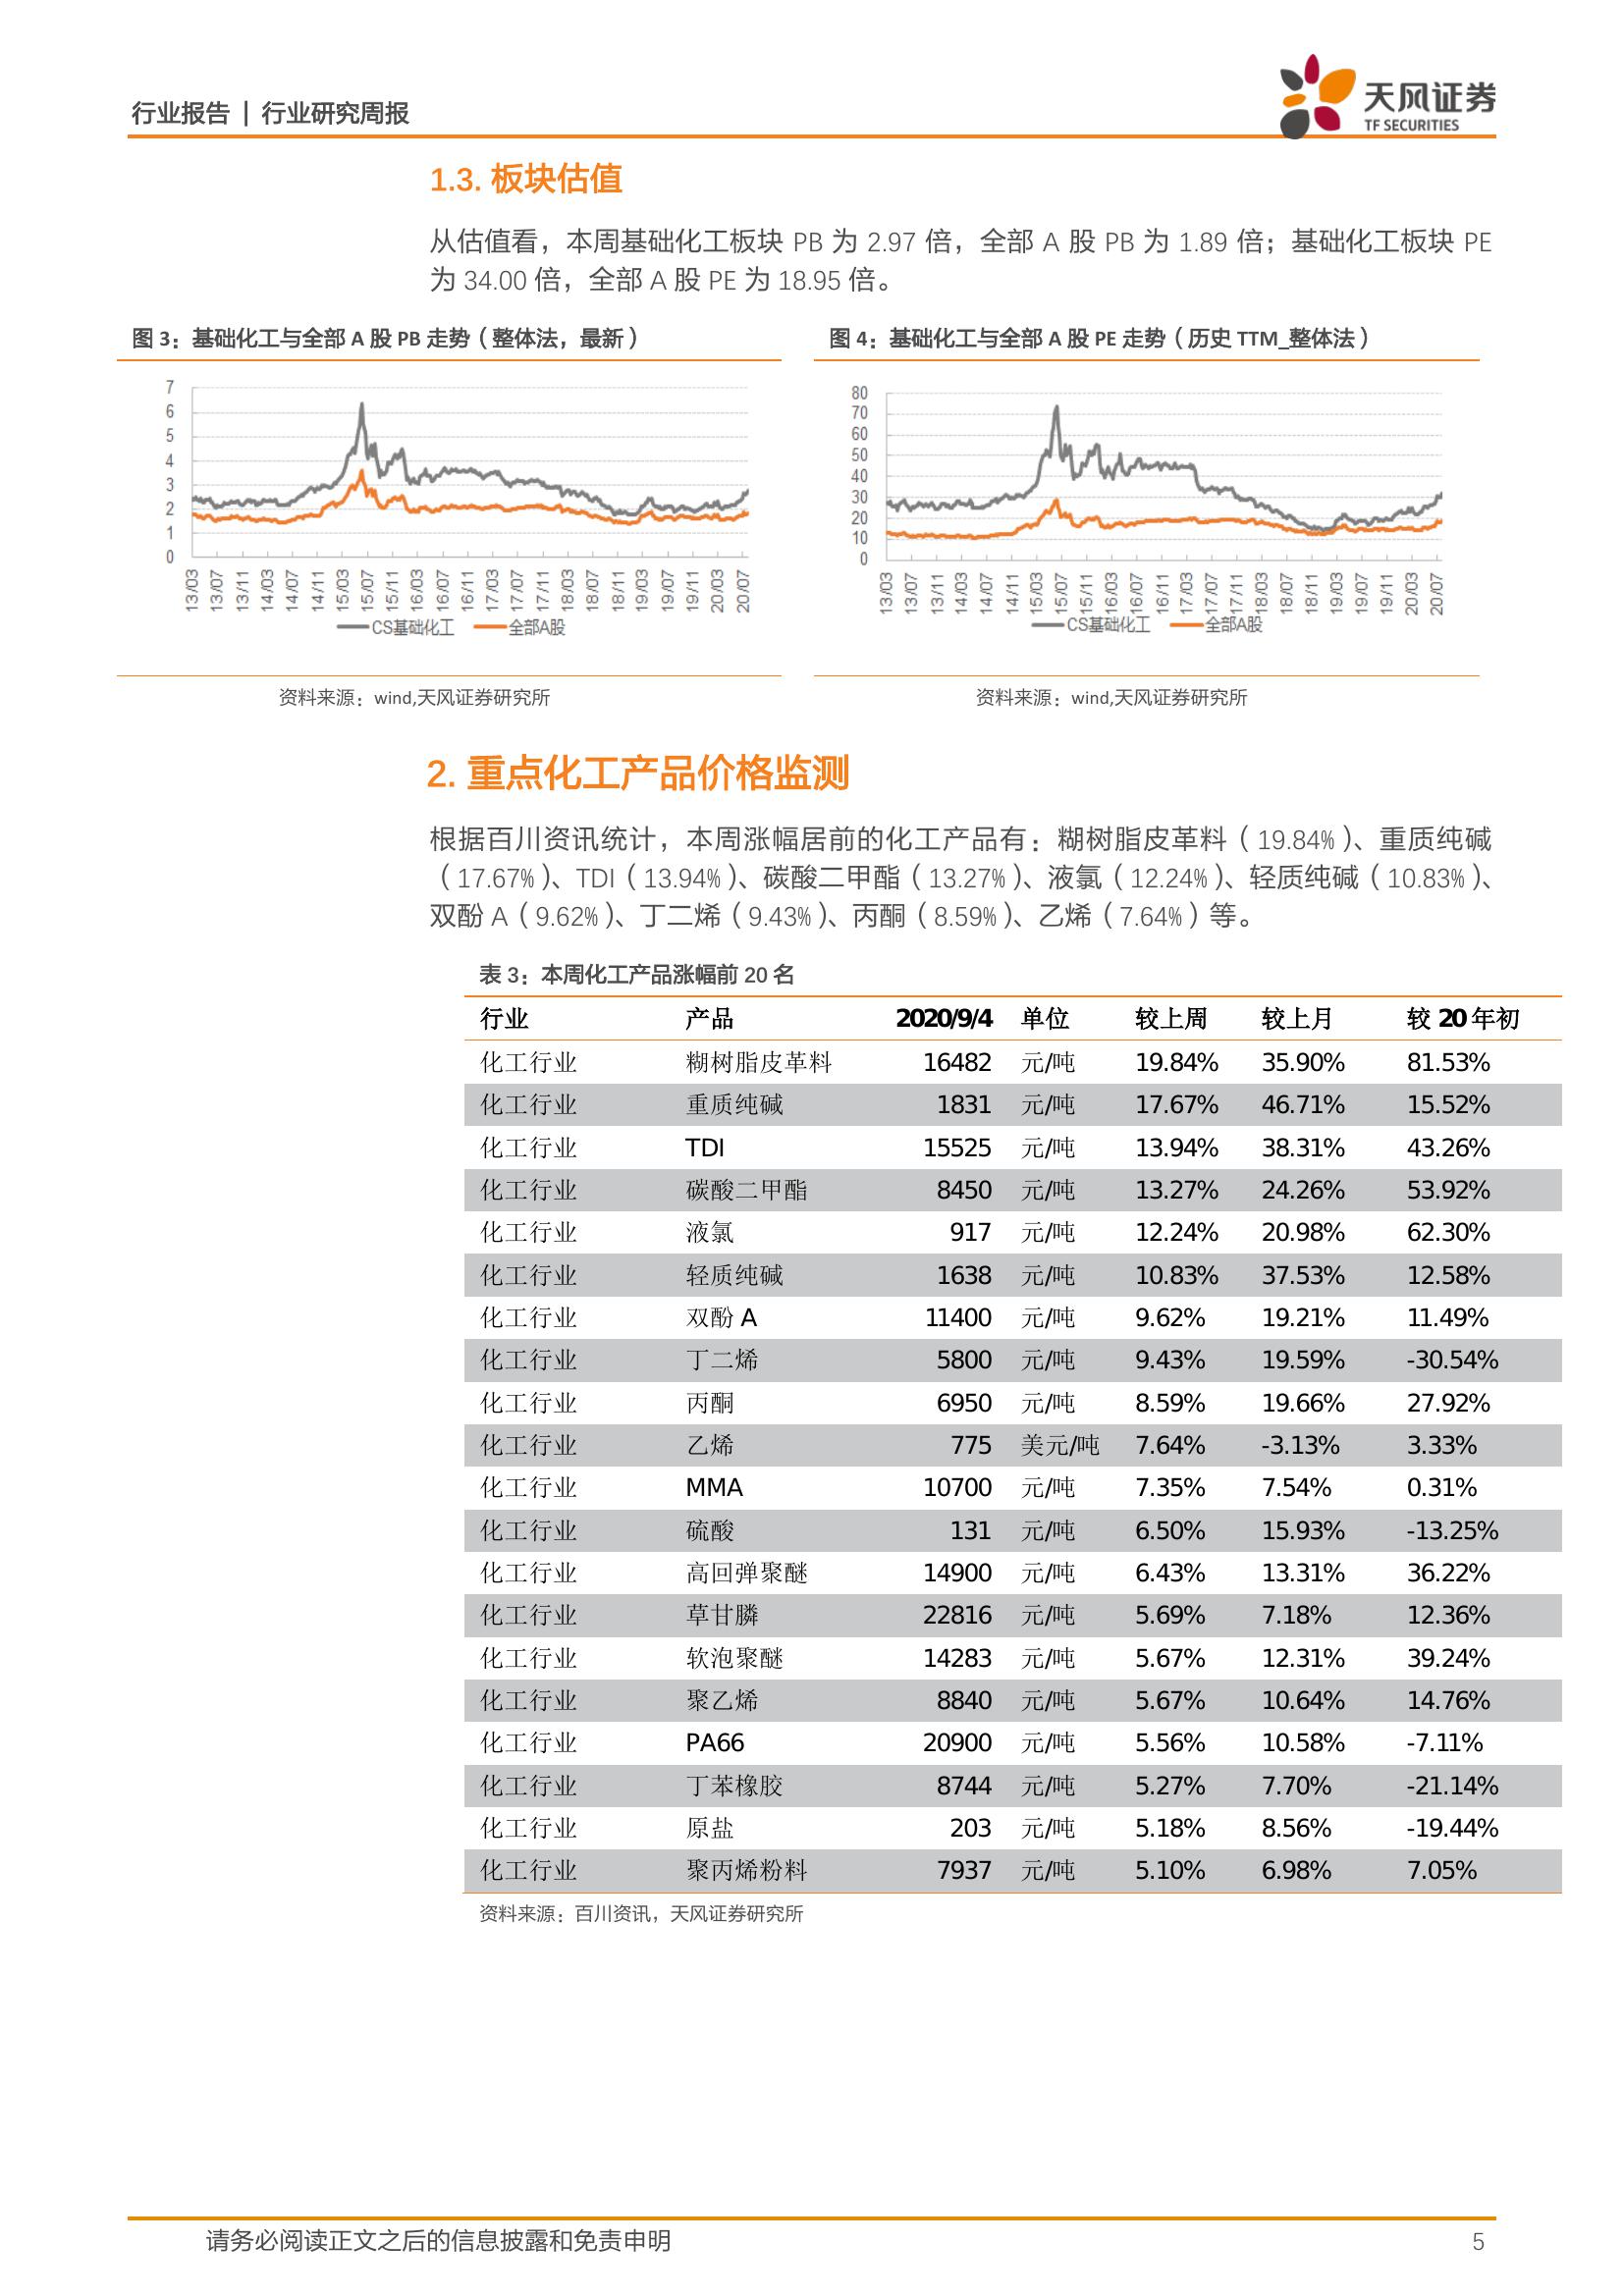 行业报告 | 行业研究周报
天风证券
TF SECURITIES
1.3. 板块估值
从估值看，本周基础化工板块 PB 为 2.97 倍，全部 A 股 PB 为 1.89 倍；基础化工板块 PE
为 34.00 倍，全部 A 股 PE 为 18.95 倍。
图 3：基础化工与全部 A 股 PB 走势（整体法，最新）
7
6
5
4
3
2
1
0
13/03 13/07 13/11 14/03 14/07 14/11 15/03 15/07 15/11 16/03 16/07 16/11 17/03 17/07 17/11 18/03 18/07 18/11 19/03 19/07 19/11 20/03 20/07
CS基础化工 全部A股
资料来源：wind,天风证券研究所
图 4：基础化工与全部 A 股 PE 走势（历史 TTM_整体法）
80
70
60
50
40
30
20
10
0
13/03 13/07 13/11 14/03 14/07 14/11 15/03 15/07 15/11 16/03 16/07 16/11 17/03 17/07 17/11 18/03 18/07 18/11 19/03 19/07 19/11 20/03 20/07
CS基础化工 全部A股
资料来源：wind,天风证券研究所
2. 重点化工产品价格监测
根据百川资讯统计，本周涨幅居前的化工产品有：糊树脂皮革料（19.84%）、重质纯碱
（17.67%）、TDI（13.94%）、碳酸二甲酯（13.27%）、液氯（12.24%）、轻质纯碱（10.83%）、
双酚 A（9.62%）、丁二烯（9.43%）、丙酮（8.59%）、乙烯（7.64%）等。
表 3：本周化工产品涨幅前 20 名
行业 产品 2020/9/4 单位 较上周 较上月 较 20 年初
化工行业 糊树脂皮革料 16482 元/吨 19.84% 35.90% 81.53%
化工行业 重质纯碱 1831 元/吨 17.67% 46.71% 15.52%
化工行业 TDI 15525 元/吨 13.94% 38.31% 43.26%
化工行业 碳酸二甲酯 8450 元/吨 13.27% 24.26% 53.92%
化工行业 液氯 917 元/吨 12.24% 20.98% 62.30%
化工行业 轻质纯碱 1638 元/吨 10.83% 37.53% 12.58%
化工行业 双酚 A 11400 元/吨 9.62% 19.21% 11.49%
化工行业 丁二烯 5800 元/吨 9.43% 19.59% -30.54%
化工行业 丙酮 6950 元/吨 8.59% 19.66% 27.92%
化工行业 乙烯 775 美元/吨 7.64% -3.13% 3.33%
化工行业 MMA 10700 元/吨 7.35% 7.54% 0.31%
化工行业 硫酸 131 元/吨 6.50% 15.93% -13.25%
化工行业 高回弹聚醚 14900 元/吨 6.43% 13.31% 36.22%
化工行业 草甘膦 22816 元/吨 5.69% 7.18% 12.36%
化工行业 软泡聚醚 14283 元/吨 5.67% 12.31% 39.24%
化工行业 聚乙烯 8840 元/吨 5.67% 10.64% 14.76%
化工行业 PA66 20900 元/吨 5.56% 10.58% -7.11%
化工行业 丁苯橡胶 8744 元/吨 5.27% 7.70% -21.14%
化工行业 原盐 203 元/吨 5.18% 8.56% -19.44%
化工行业 聚丙烯粉料 7937 元/吨 5.10% 6.98% 7.05%
资料来源：百川资讯，天风证券研究所
请务必阅读正文之后的信息披露和免责申明 5